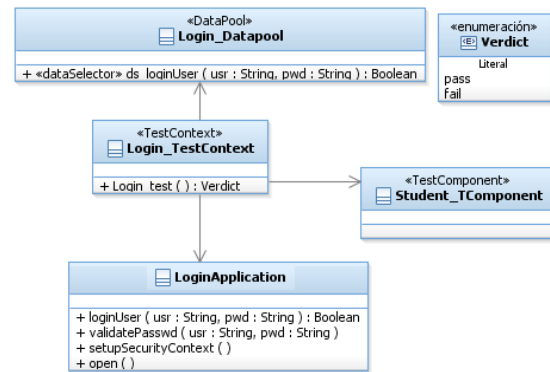 «DataPool»
Login_Datapool
+ «dataSelector» ds_loginUser ( usr : String, pwd : String ) : Boolean
«enumeración»
Verdict
Literal
pass
fail
«TestContext»
Login_TestContext
+ Login_test ( ) : Verdict
«TestComponent»
Student_TComponent
LoginApplication
+ loginUser ( usr : String, pwd : String ) : Boolean
+ validatePasswd ( usr : String, pwd : String )
+ setupSecurityContext ( )
+ open ( )